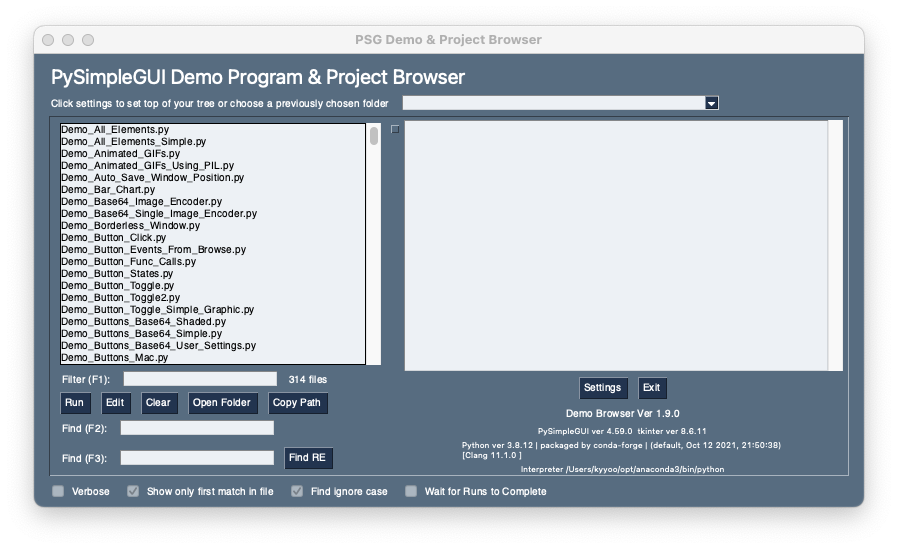 PSG Demo & Project Browser
PySimpleGUI Demo Program & Project Browser
Click settings to set top of your tree or choose a previously chosen folder
Demo_All_Elements.py
Demo_All_Elements_Simple.py
Demo_Animated_GIFs.py
Demo_Animated_GIFs_Using_PIL.py
Demo_Auto_Save_Window_Position.py
Demo_Bar_Chart.py
Demo_Base64_Image_Encoder.py
Demo_Base64_Single_Image_Encoder.py
Demo_Borderless_Window.py
Demo_Button_Click.py
Demo_Button_Events_From_Browse.py
Demo_Button_Func_Calls.py
Demo_Button_States.py
Demo_Button_Toggle.py
Demo_Button_Toggle2.py
Demo_Button_Toggle_Simple_Graphic.py
Demo_Buttons_Base64_Shaded.py
Demo_Buttons_Base64_Simple.py
Demo_Buttons_Base64_User_Settings.py
Demo_Buttons_Mac.py
Filter (F1): 314 files
Run Edit Clear Open Folder Copy Path
Find (F2):
Find (F3): Find RE
Settings Exit
Demo Browser Ver 1.9.0
PySimpleGUI ver 4.59.0 tkinter ver 8.6.11
Python ver 3.8.12 | packaged by conda-forge | (default, Oct 12 2021, 21:50:38)
[Clang 11.1.0 ]
Interpreter /Users/kyyoo/opt/anaconda3/bin/python
Verbose Show only first match in file Find ignore case Wait for Runs to Complete